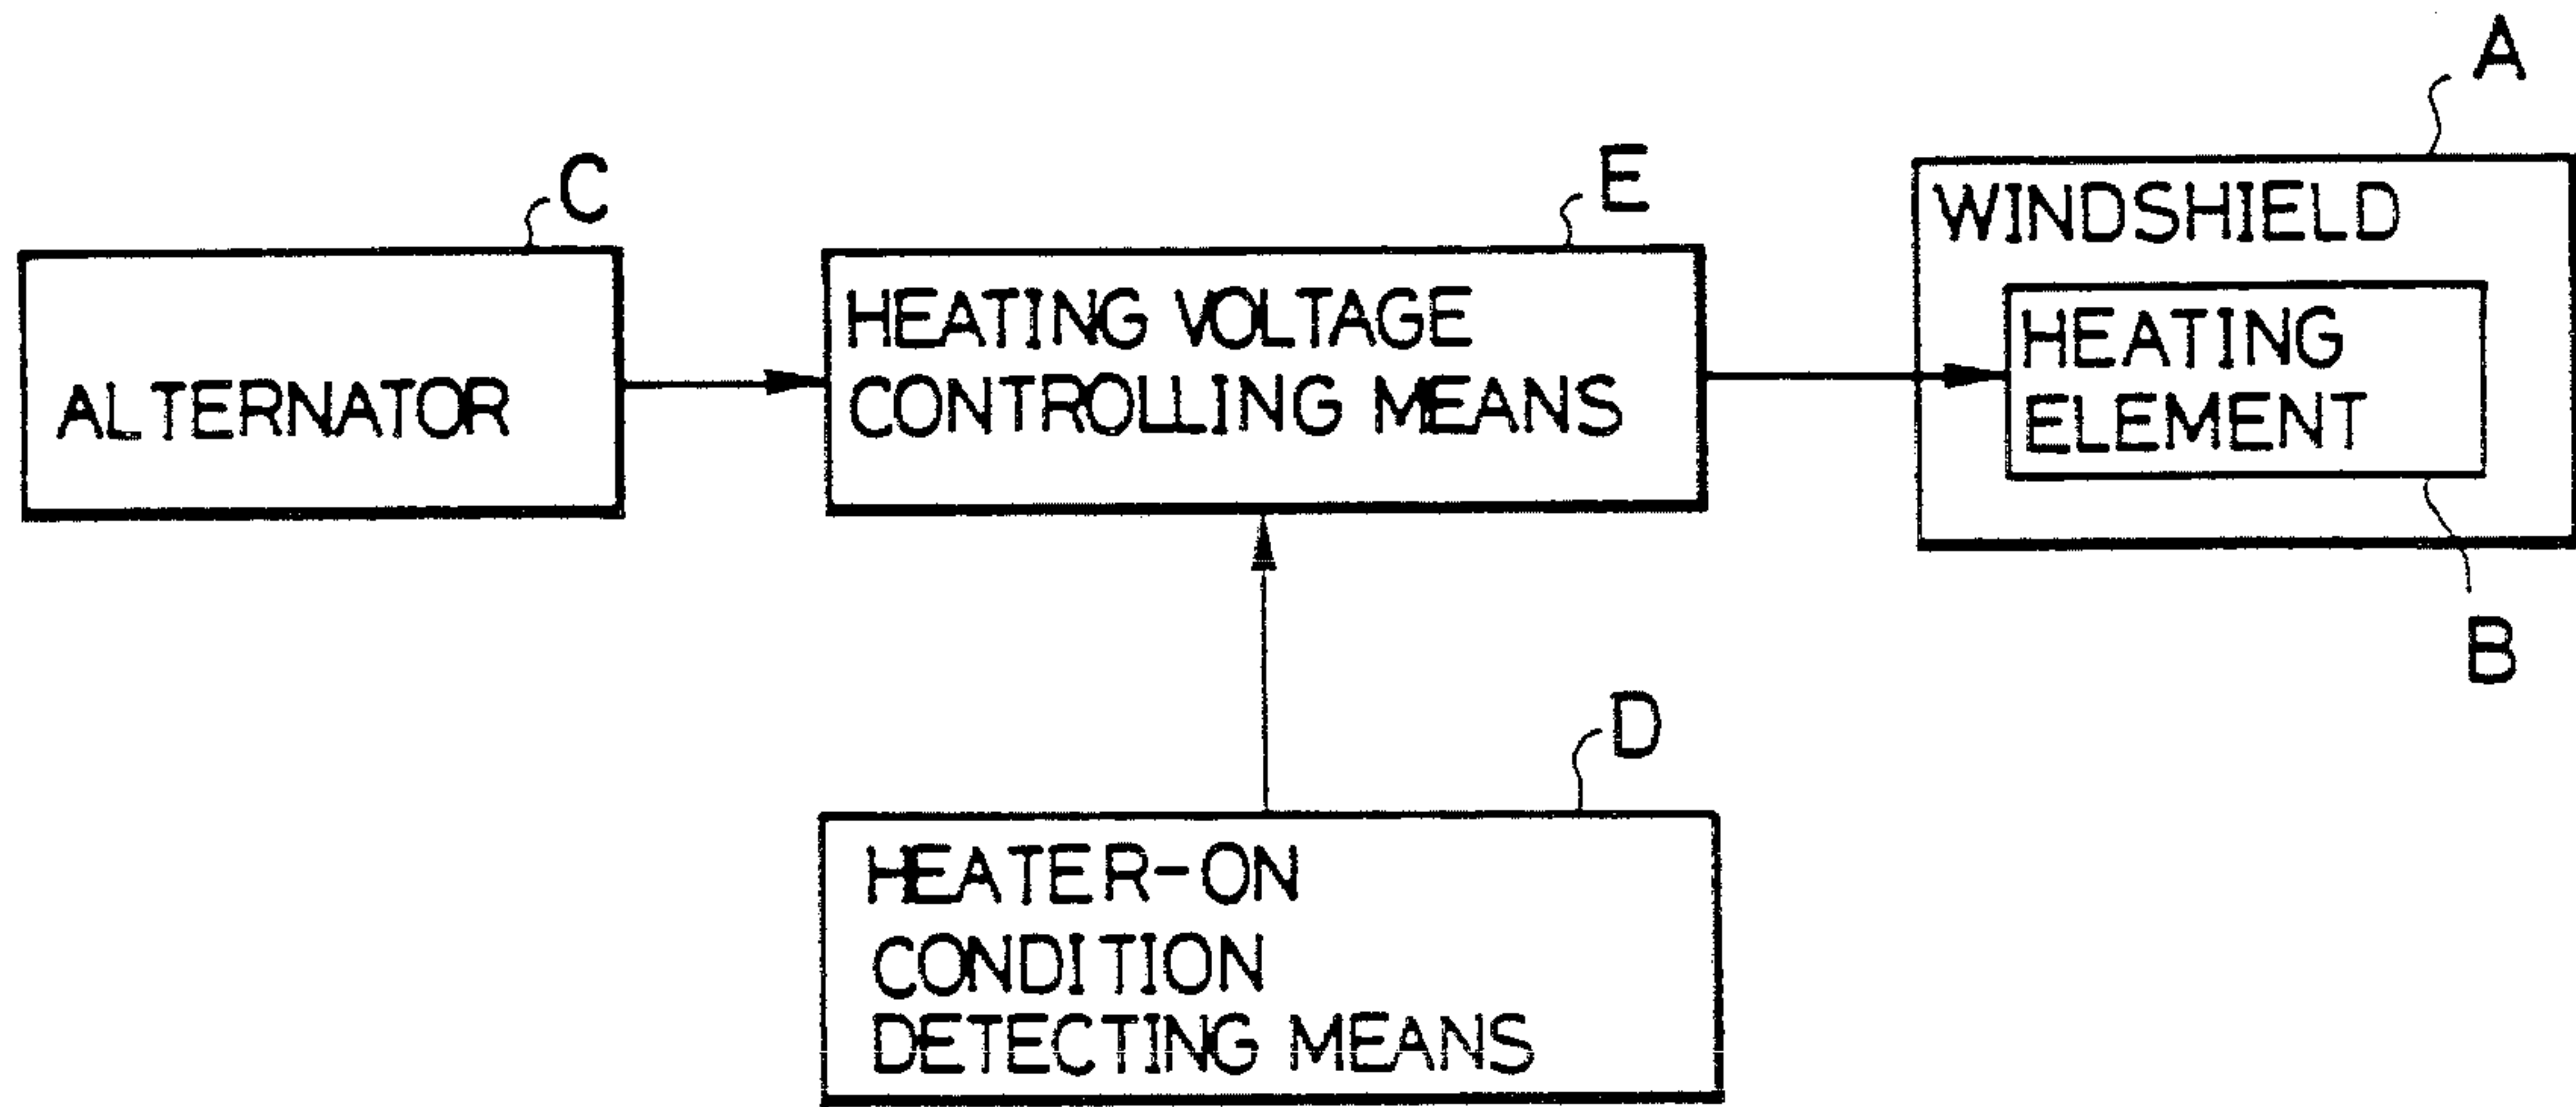 A
C
E
WINDSHIELD
HEATING VOLTAGE
CONTROLLING MEANS
ALTERNATOR
HEATING
ELEMENT
B
D
HEATER-ON
CONDITION
DETECTING MEANS